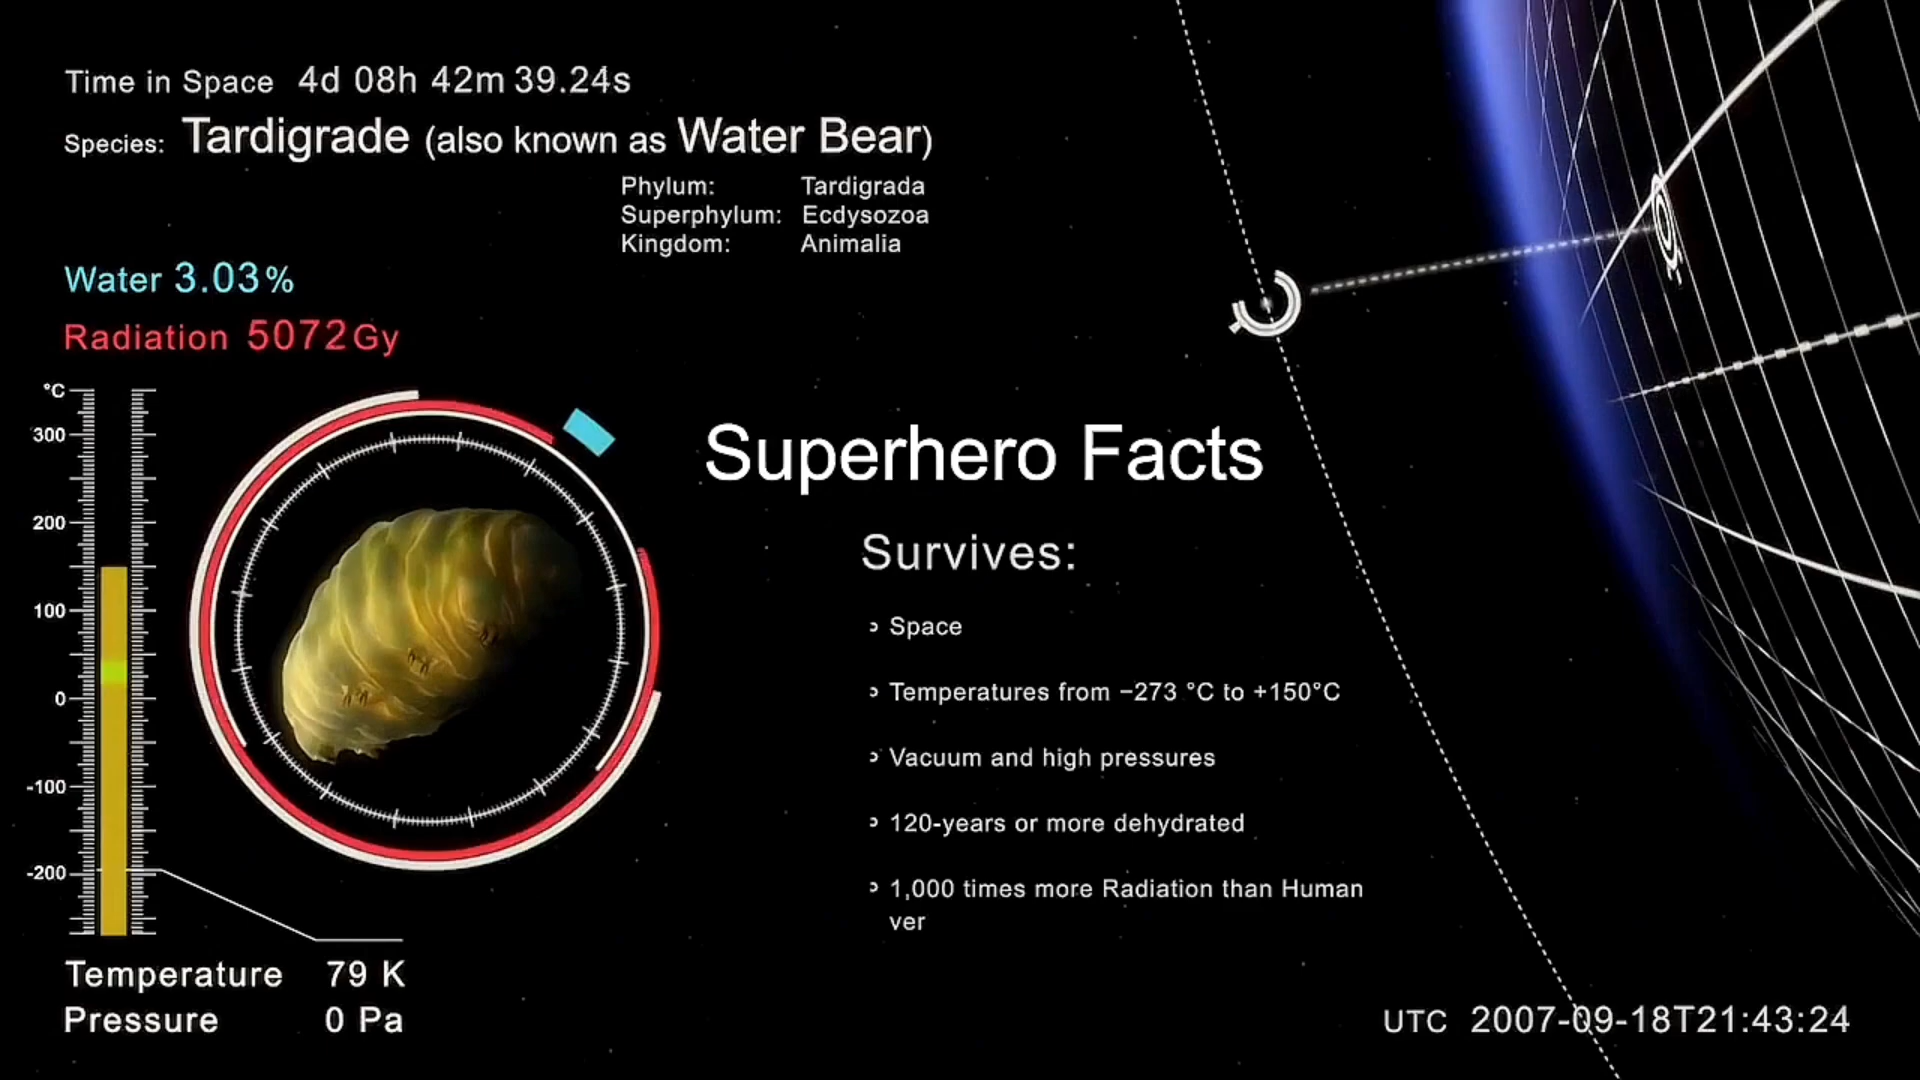 Time in Space 4d 08h 42m 39.24s
Species: Tardigrade (also known as Water Bear)
Phylum: Tardigrada
Superphylum: Ecdysozoa
Kingdom: Animalia
Water 3.03%
Radiation 5072Gy
°C
300
200
100
0
-100
-200
Superhero Facts
Survives:
Space
Temperatures from −273 °C to +150°C
Vacuum and high pressures
120-years or more dehydrated
1,000 times more Radiation than Human
ver
Temperature 79 K
Pressure 0 Pa
UTC 2007-09-18T21:43:24